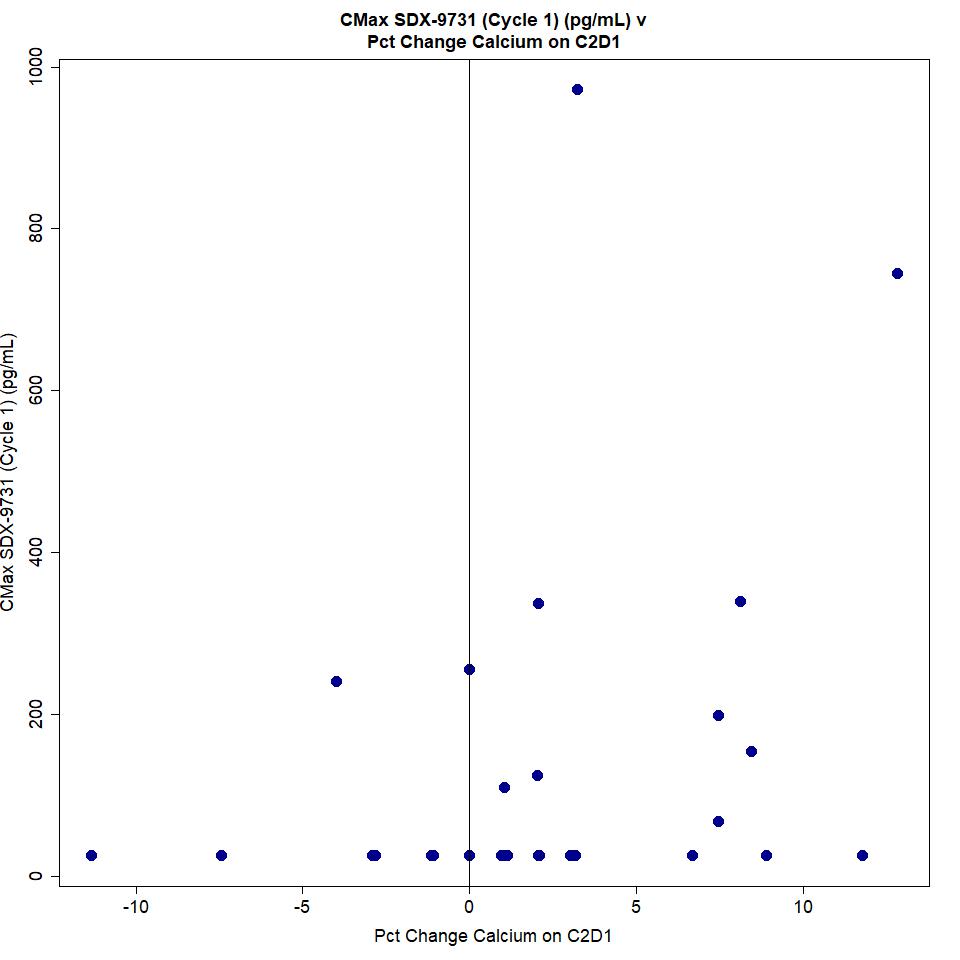 CMax SDX-9731 (Cycle 1) (pg/mL) v
Pct Change Calcium on C2D1
CMax SDX-9731 (Cycle 1) (pg/mL)
1000
800
600
400
200
0
-10
-5
0
5
10
Pct Change Calcium on C2D1